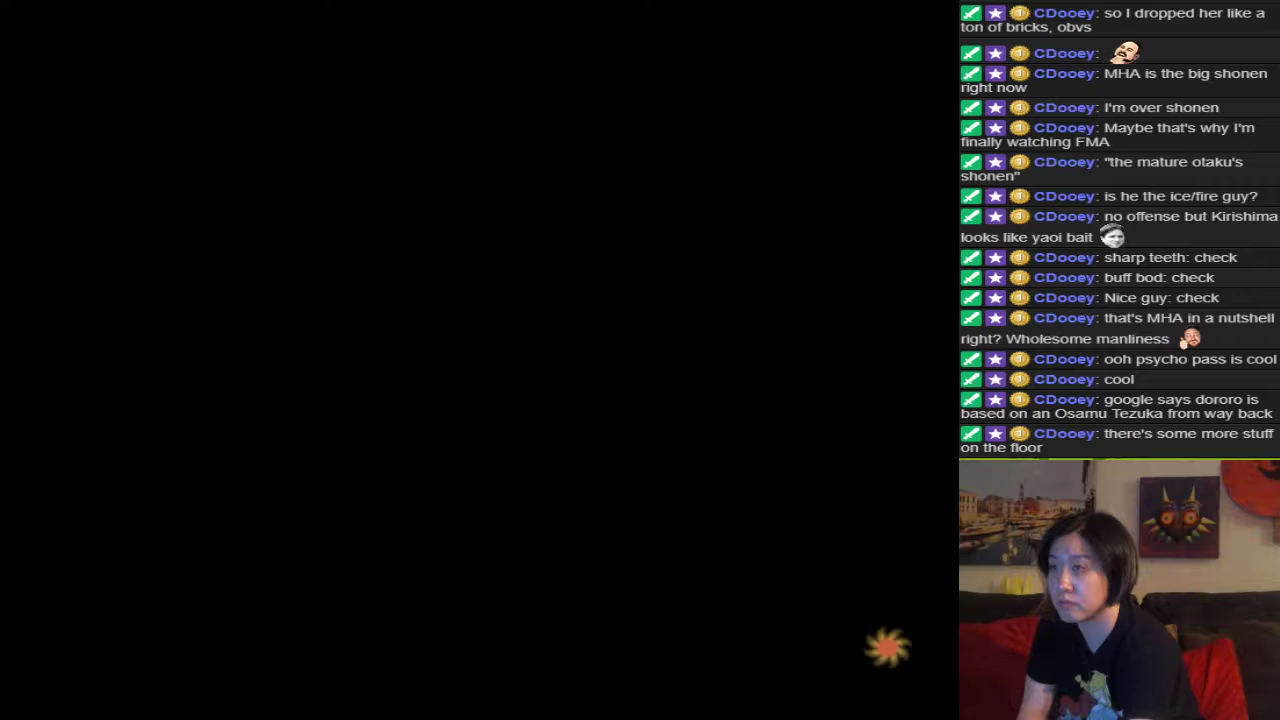 CDooey: so I dropped her like a
ton of bricks, obvs
CDooey:
CDooey: MHA is the big shonen
right now
CDooey: I'm over shonen
CDooey: Maybe that's why I'm
finally watching FMA
CDooey: "the mature otaku's
shonen"
CDooey: is he the ice/fire guy?
CDooey: no offense but Kirishima
looks like yaoi bait
CDooey: sharp teeth: check
CDooey: buff bod: check
CDooey: Nice guy: check
CDooey: that's MHA in a nutshell
right? Wholesome manliness
CDooey: ooh psycho pass is cool
CDooey: cool
CDooey: google says dororo is
based on an Osamu Tezuka from way back
CDooey: there's some more stuff
on the floor